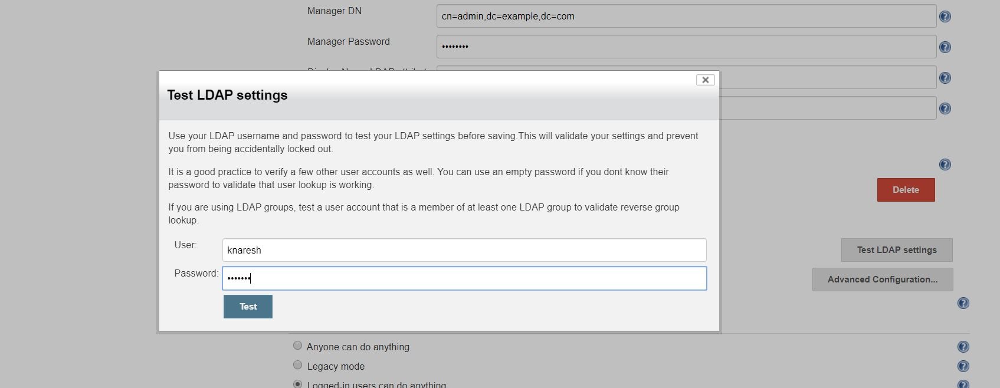 Manager DN
cn=admin,dc=example,dc=com
Manager Password
••••••••
Test LDAP settings
Use your LDAP username and password to test your LDAP settings before saving.This will validate your settings and prevent
you from being accidentally locked out.
It is a good practice to verify a few other user accounts as well. You can use an empty password if you dont know their
password to validate that user lookup is working.
If you are using LDAP groups, test a user account that is a member of at least one LDAP group to validate reverse group
lookup.
User:
knaresh
Password:
•••••••
Test
Delete
Test LDAP settings
Advanced Configuration...
Anyone can do anything
Legacy mode
Logged-in users can do anything